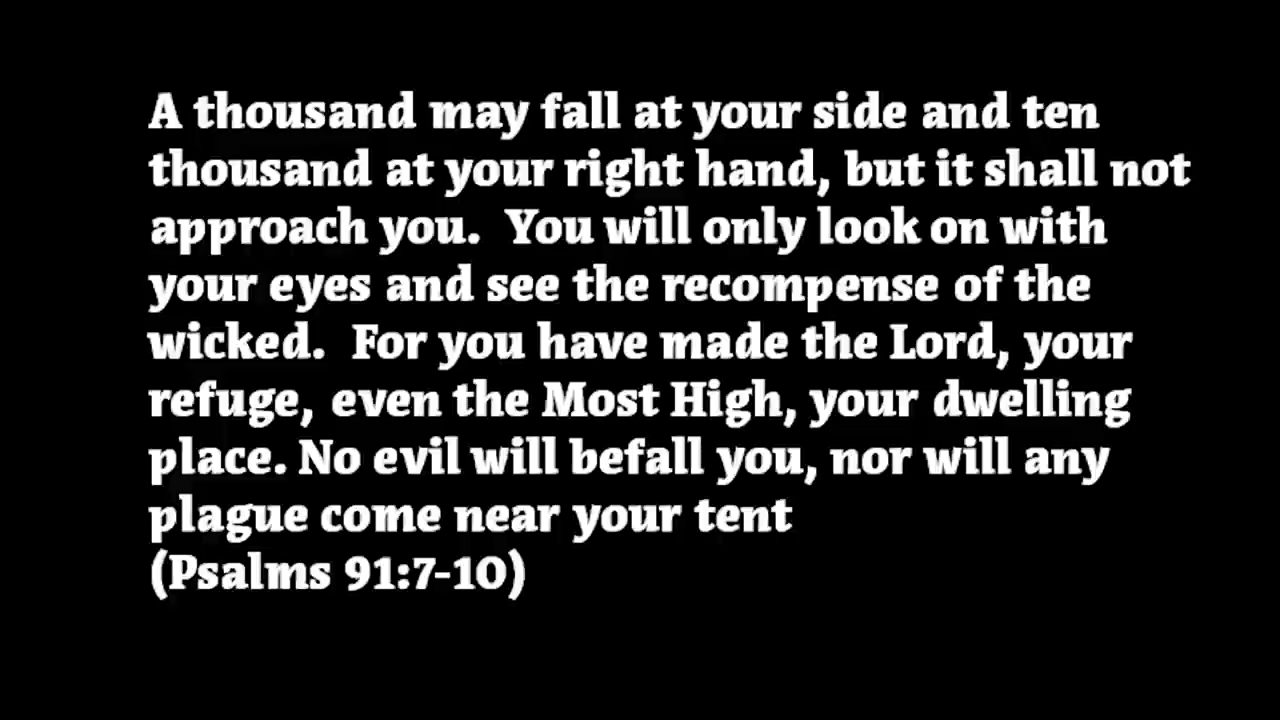 A thousand may fall at your side and ten
thousand at your right hand, but it shall not
approach you.  You will only look on with
your eyes and see the recompense of the
wicked.  For you have made the Lord, your
refuge, even the Most High, your dwelling
place. No evil will befall you, nor will any
plague come near your tent
(Psalms 91:7-10)